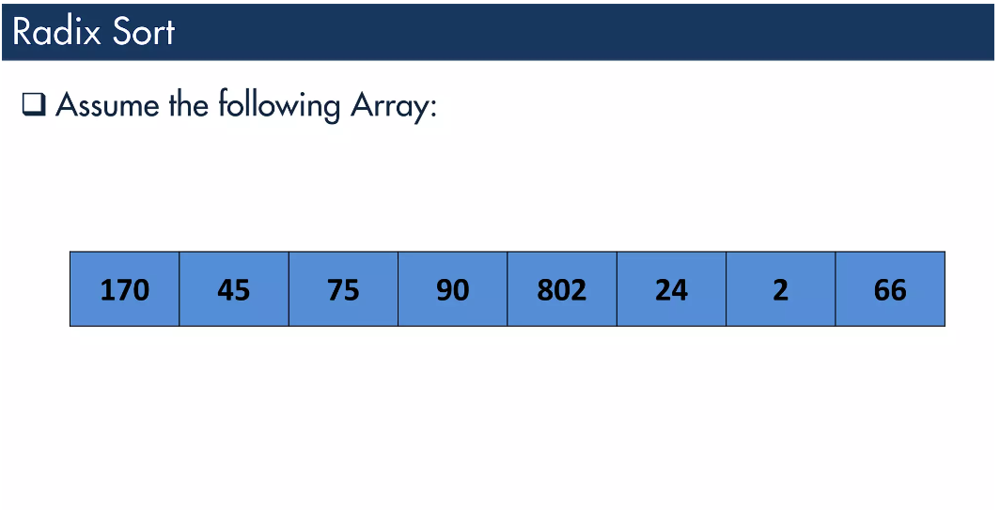 Radix Sort
❑ Assume the following Array:
170 45 75 90 802 24 2 66